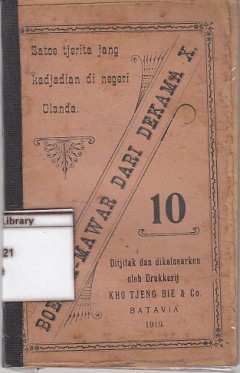 Satoe tjerita jang
kadjadian di negeri
Olanda.
MAWAR DARI DEKAMA X.
10
Library
21
Ditjitak dan dikeloearken
oleh Drukkerij
KHO TJENG BIE & Co.
BATAVIA
1919.